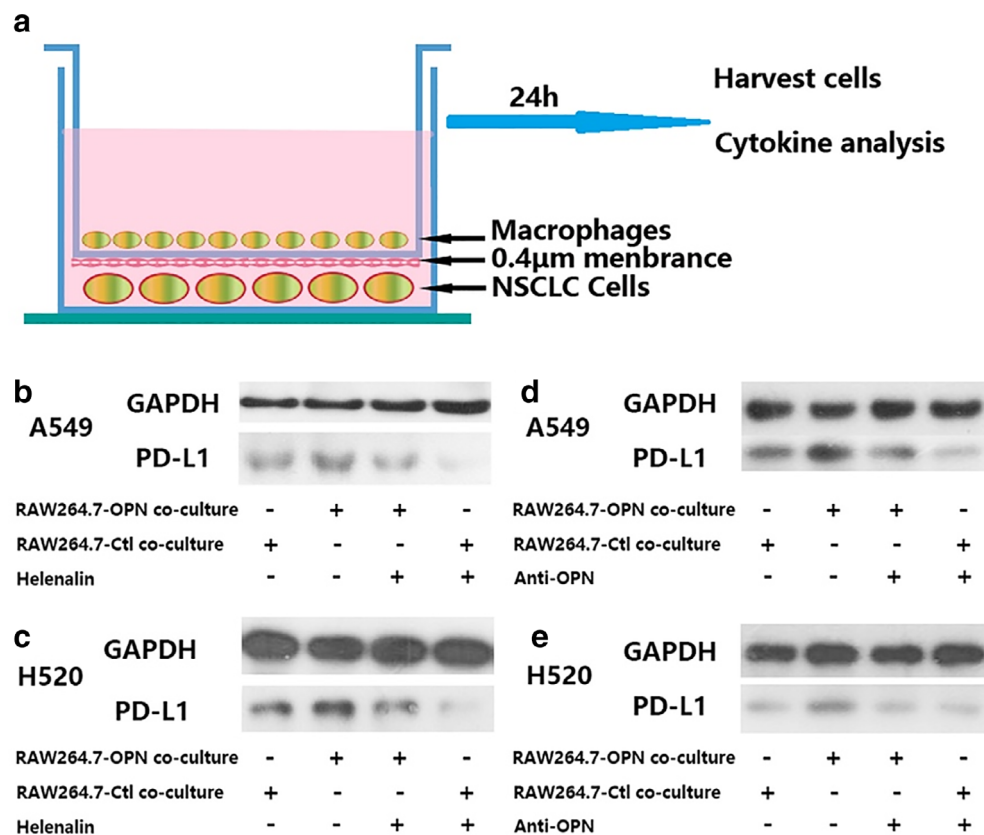 a
24h
Harvest cells
Cytokine analysis
Macrophages
0.4μm menbrance
NSCLC Cells
b
A549
GAPDH
PD-L1
RAW264.7-OPN co-culture - + + -
RAW264.7-Ctl co-culture + - - +
Helenalin - - + +
d
A549
GAPDH
PD-L1
RAW264.7-OPN co-culture - + + -
RAW264.7-Ctl co-culture + - - +
Anti-OPN - - + +
c
H520
GAPDH
PD-L1
RAW264.7-OPN co-culture - + + -
RAW264.7-Ctl co-culture + - - +
Helenalin - - + +
e
H520
GAPDH
PD-L1
RAW264.7-OPN co-culture - + + -
RAW264.7-Ctl co-culture + - - +
Anti-OPN - - + +